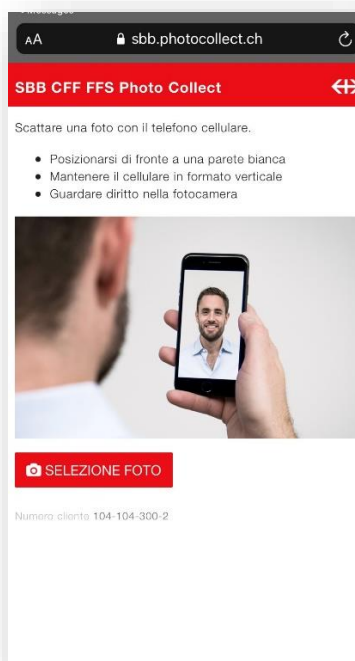 AA sbb.photocollect.ch
SBB CFF FFS Photo Collect
Scattare una foto con il telefono cellulare.
• Posizionarsi di fronte a una parete bianca
• Mantenere il cellulare in formato verticale
• Guardare diritto nella fotocamera
SELEZIONE FOTO
Numero cliente 104-104-300-2